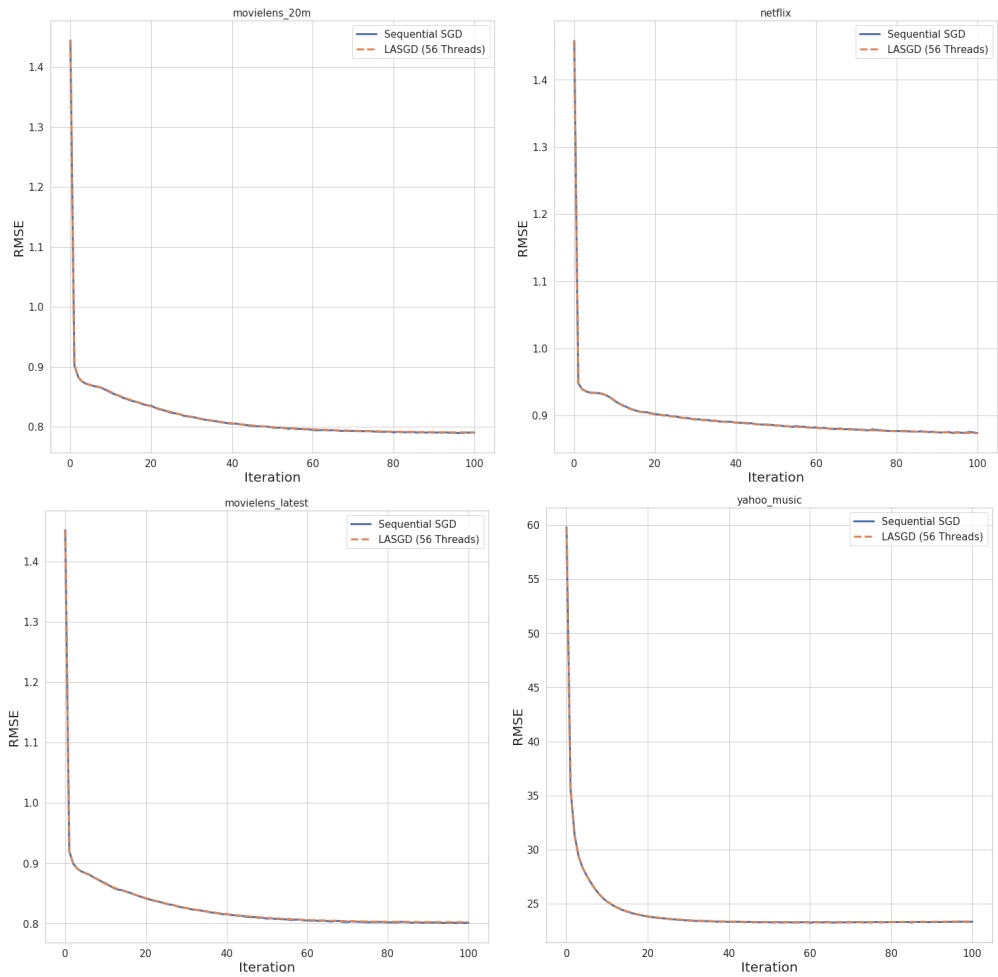 movielens_20m
Sequential SGD
LASGD (56 Threads)
RMSE
1.4
1.3
1.2
1.1
1.0
0.9
0.8
0 20 40 60 80 100
Iteration
netflix
Sequential SGD
LASGD (56 Threads)
RMSE
1.4
1.3
1.2
1.1
1.0
0.9
0 20 40 60 80 100
Iteration
movielens_latest
Sequential SGD
LASGD (56 Threads)
RMSE
1.4
1.3
1.2
1.1
1.0
0.9
0.8
0 20 40 60 80 100
Iteration
yahoo_music
Sequential SGD
LASGD (56 Threads)
RMSE
60
55
50
45
40
35
30
25
0 20 40 60 80 100
Iteration